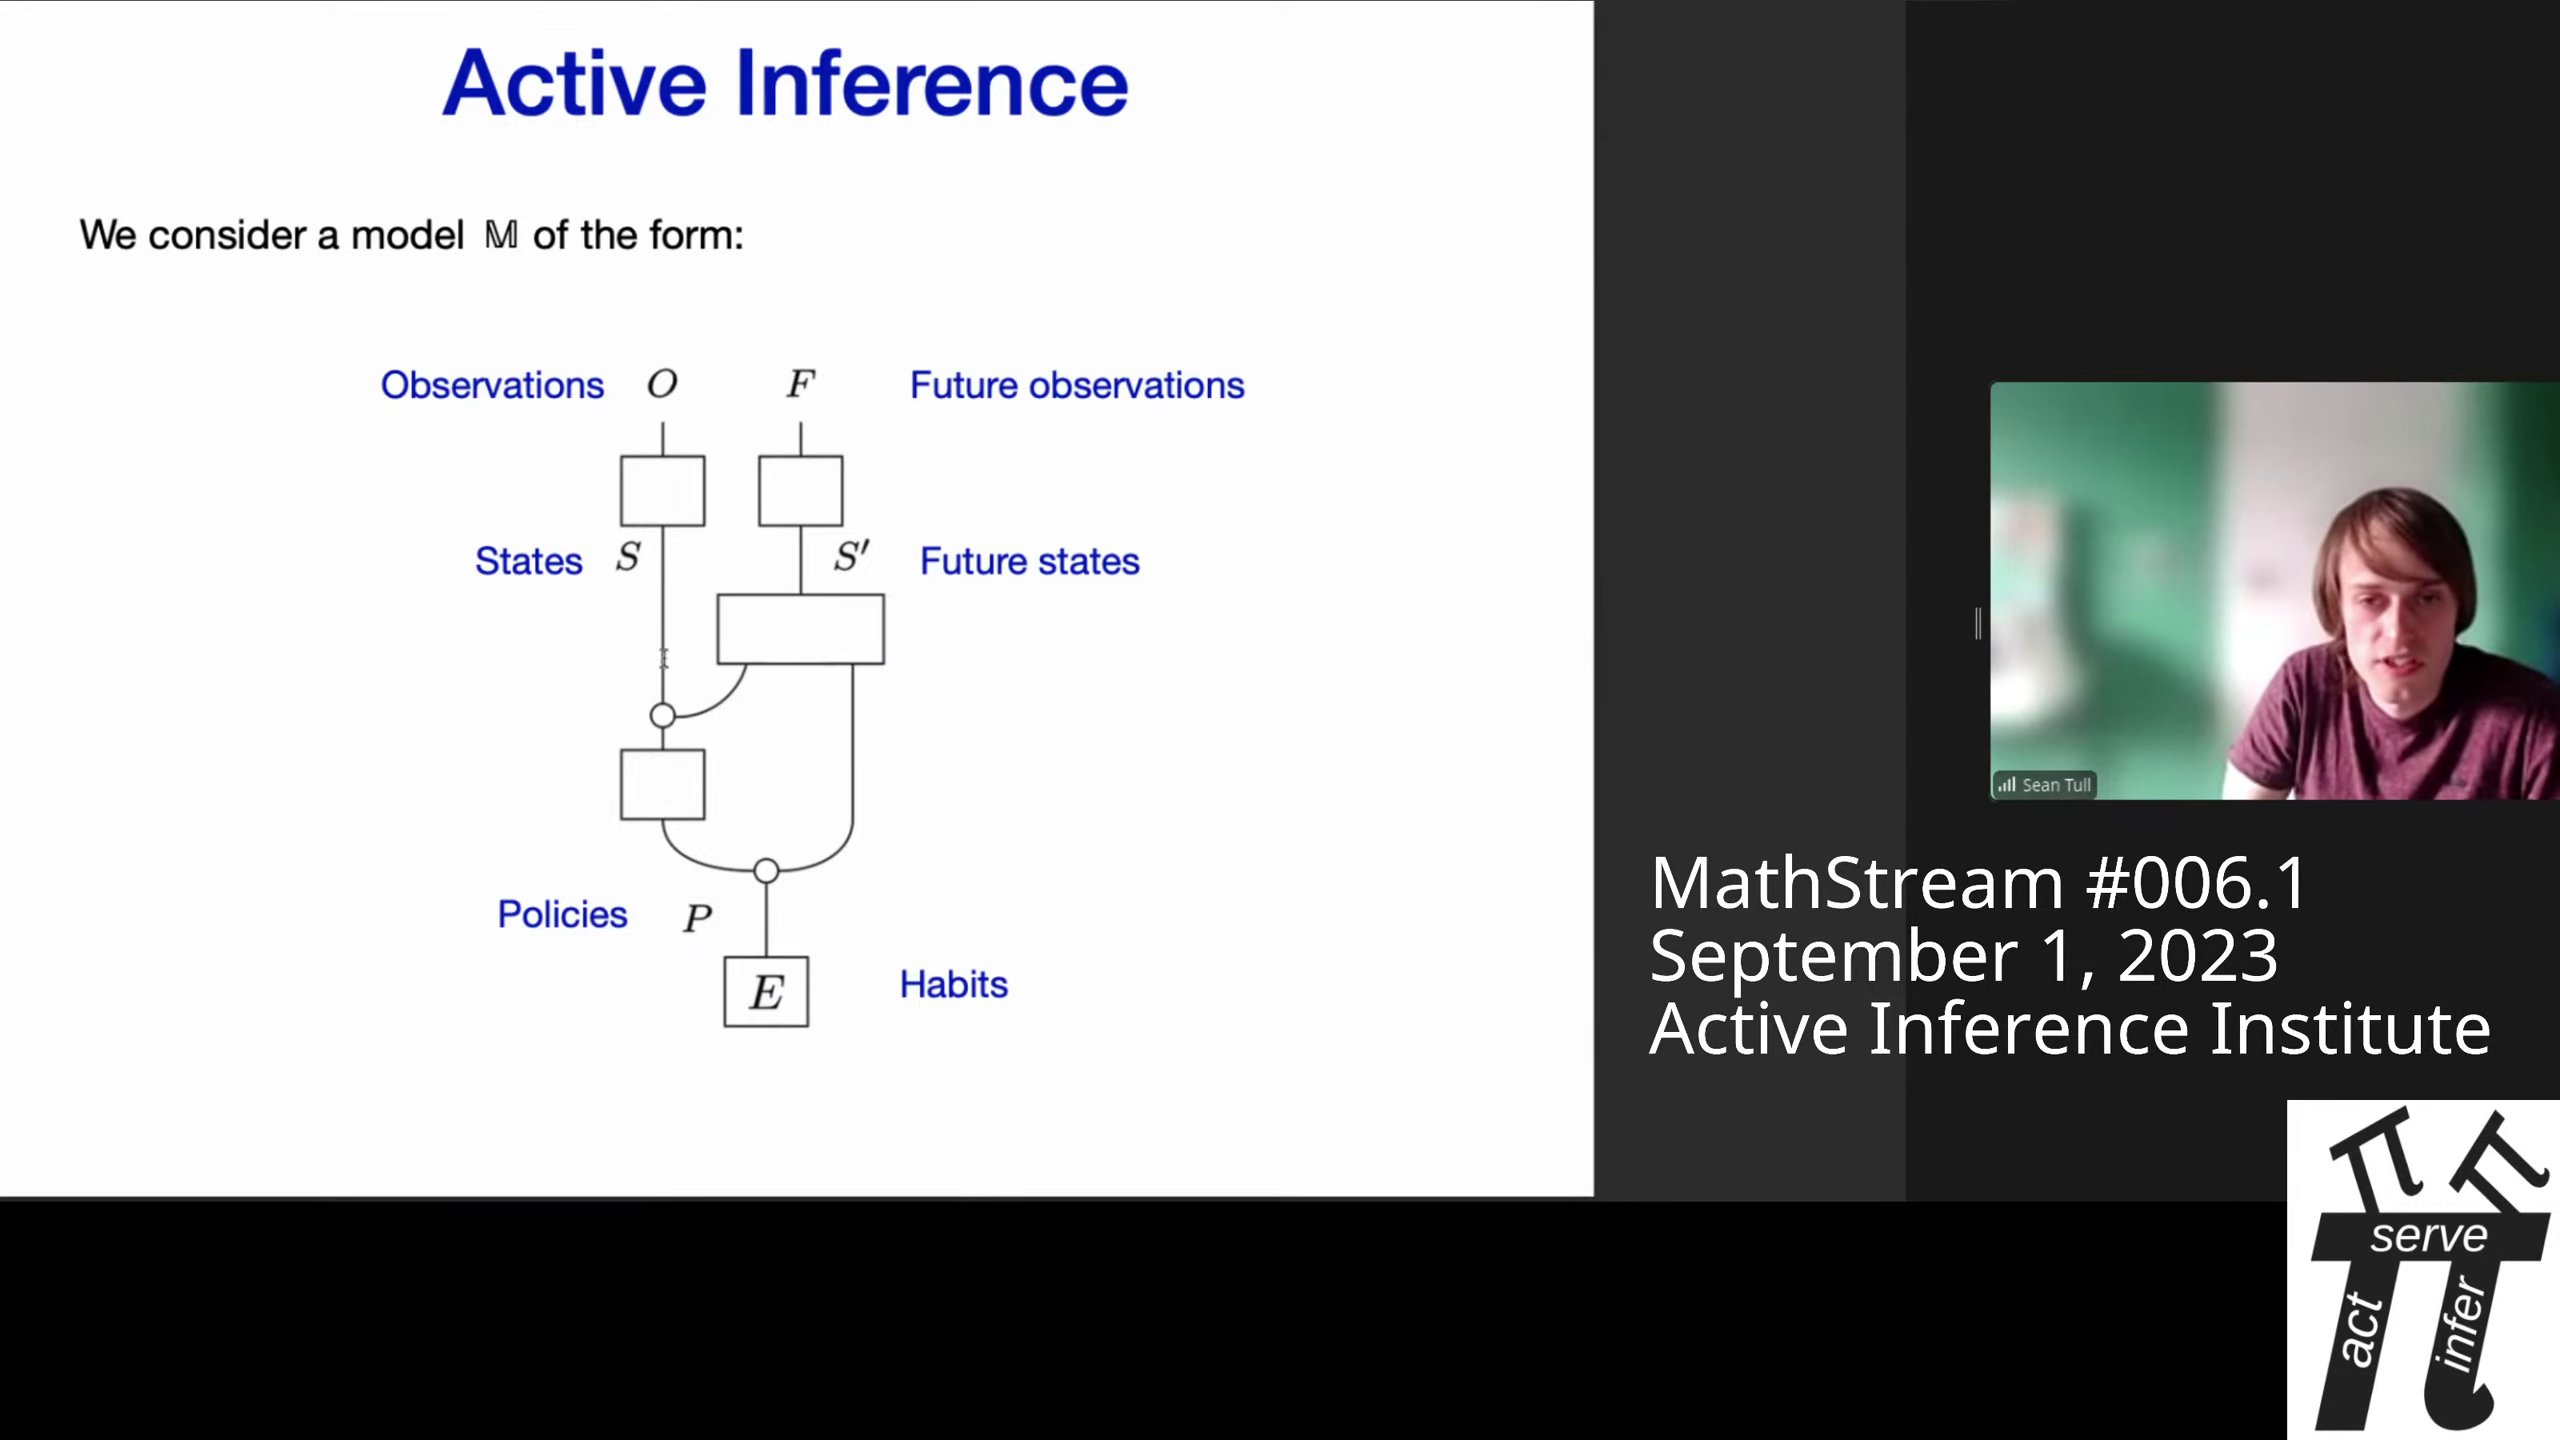 Active Inference
We consider a model 𝕄 of the form:
Observations O F Future observations
States S S′ Future states
Policies P
E Habits
Sean Tull
MathStream #006.1
September 1, 2023
Active Inference Institute
serve
act
infer